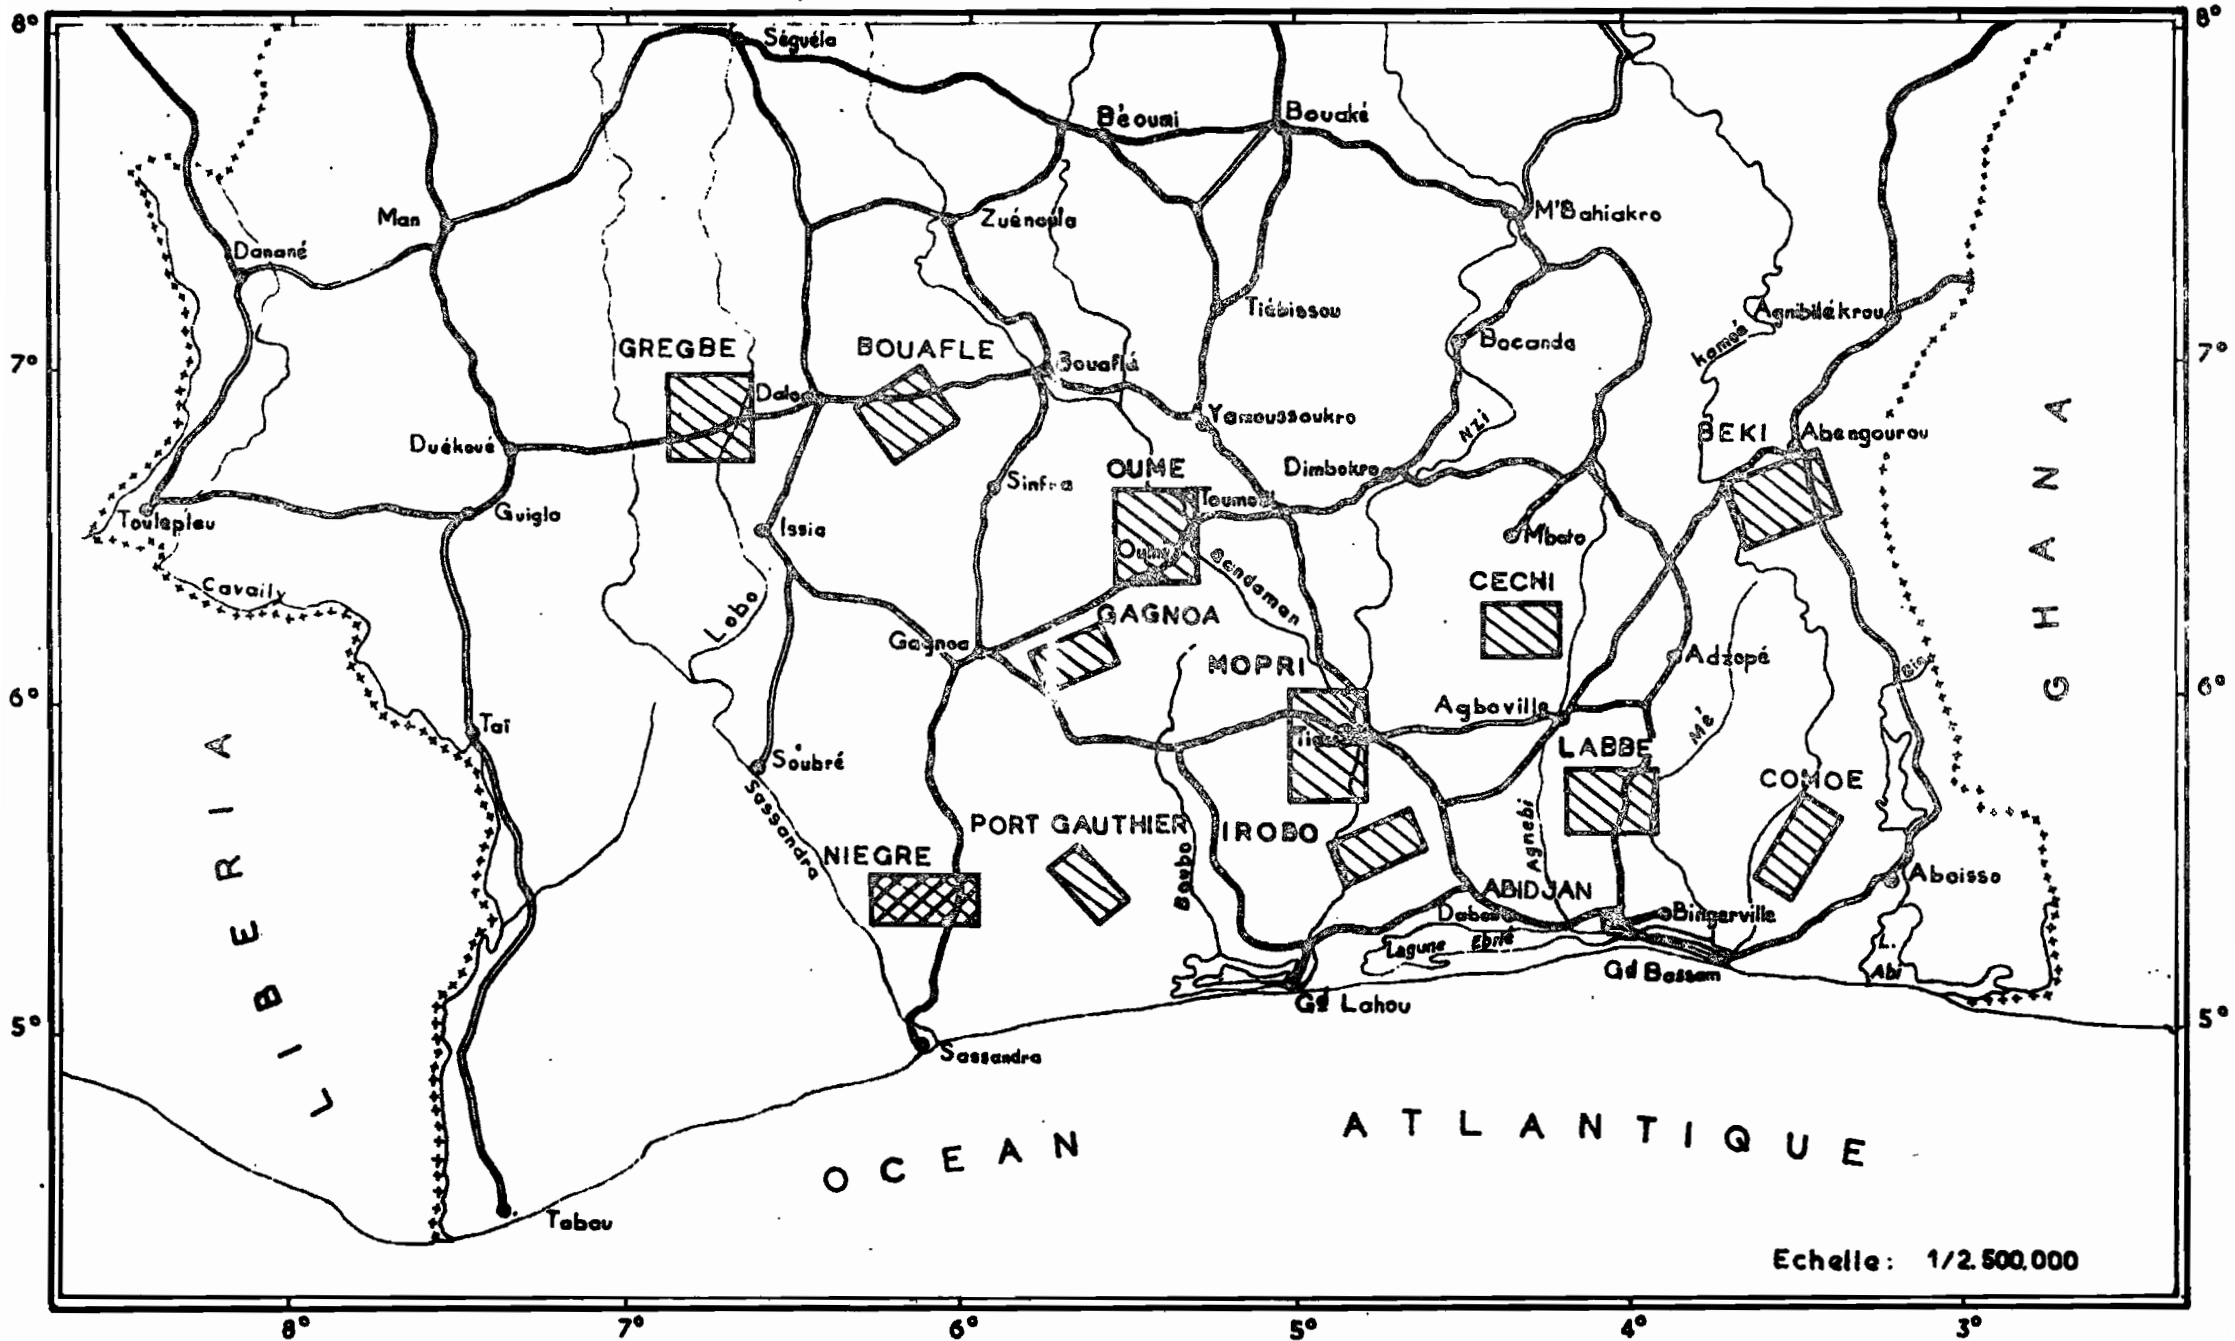 8°
8°
Séguéla
Béoumi
Bouaké
Man
Zuénoula
M'Bahiakro
Danané
Tiébissou
Agnibilékrou
Komoé
GREGBE
BOUAFLE
Bocanda
7°
7°
Bouaflé
Daloa
Yamoussoukro
NZi
BEKI
Abengourou
Duékoué
OUME
Dimbokro
Sinfra
Toumodi
Toulepleu
Guiglo
Issia
Mbato
Oumé
Bandaman
CECHI
Cavally
Lobo
GAGNOA
Gagnoa
MOPRI
Adzopé
Bia
6°
6°
GHANA
Taï
Agboville
Mé
Soubré
LABBE
COMOE
Sassandra
PORT GAUTHIER
IROBO
Agnebi
NIEGRE
Boubo
Aboisso
ABIDJAN
Dabou
Bingerville
Lagune Ebrié
L.
Abi
Gd Bassam
Gd Lahou
LIBERIA
5°
5°
Sassandra
OCEAN ATLANTIQUE
Tabou
Echelle: 1/2.500.000
8° 7° 6° 5° 4° 3°